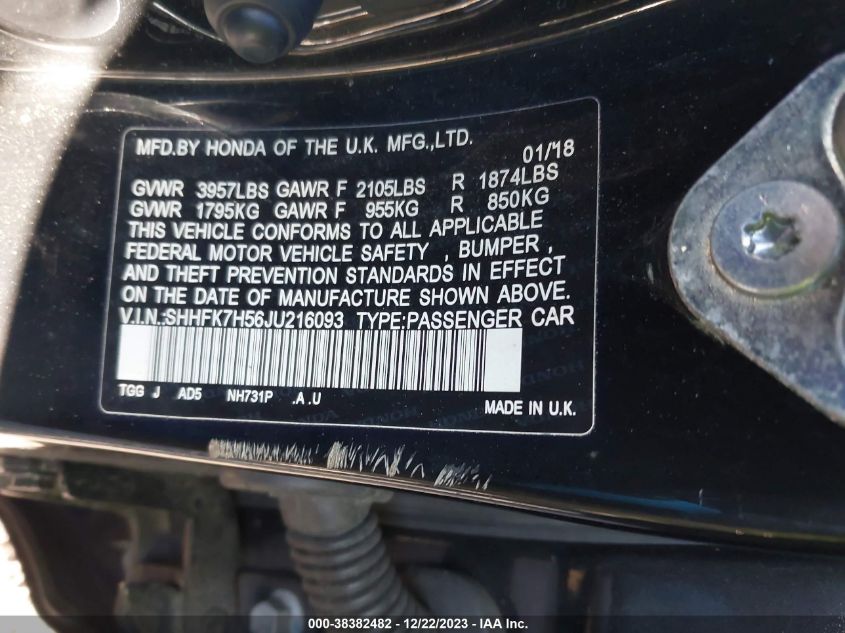 MFD.BY HONDA OF THE U.K. MFG.,LTD. 01/18
GVWR 3957LBS GAWR F 2105LBS R 1874LBS
GVWR 1795KG GAWR F 955KG R 850KG
THIS VEHICLE CONFORMS TO ALL APPLICABLE
FEDERAL MOTOR VEHICLE SAFETY , BUMPER ,
AND THEFT PREVENTION STANDARDS IN EFFECT
ON THE DATE OF MANUFACTURE SHOWN ABOVE.
V.I.N.:SHHFK7H56JU216093 TYPE:PASSENGER CAR
TGG J AD5 NH731P .A .U
MADE IN U.K.
000-38382482 - 12/22/2023 - IAA Inc.